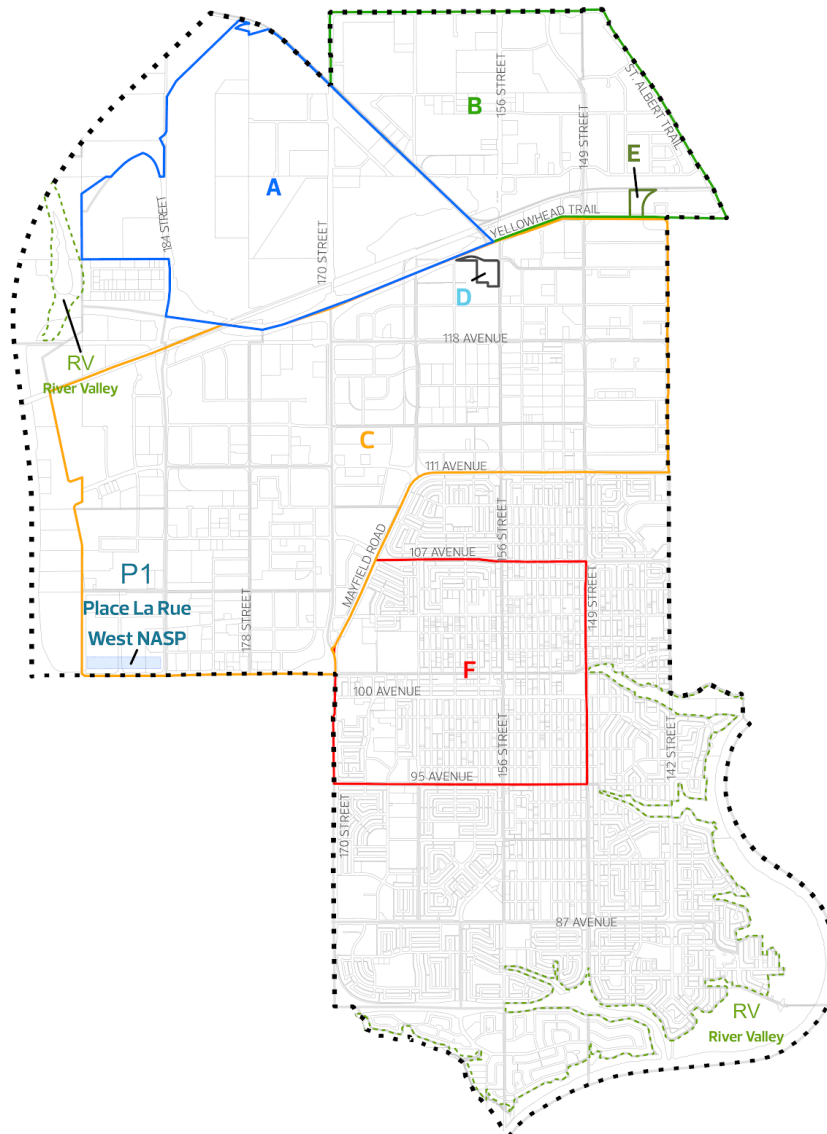 B
156 STREET
ST. ALBERT TRAIL
149 STREET
E
A
184 STREET
170 STREET
YELLOWHEAD TRAIL
D
118 AVENUE
RV
River Valley
C
111 AVENUE
MAYFIELD ROAD
107 AVENUE
156 STREET
P1
Place La Rue
West NASP
178 STREET
149 STREET
F
100 AVENUE
156 STREET
142 STREET
95 AVENUE
170 STREET
87 AVENUE
RV
River Valley